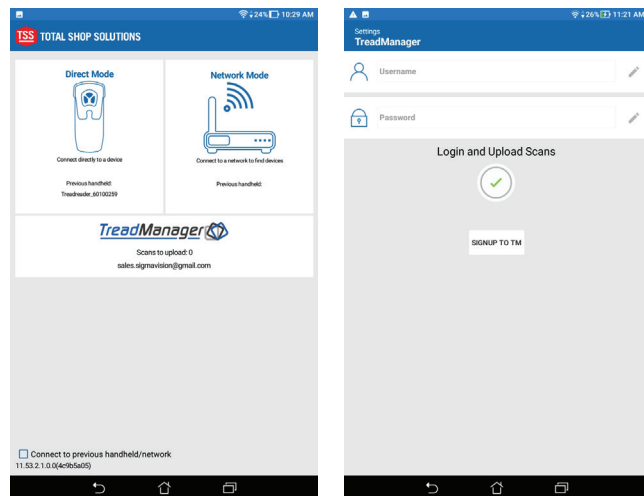 24% 10:29 AM
TSS TOTAL SHOP SOLUTIONS
Direct Mode
Connect directly to a device
Previous handheld:
Treadreader_60100259
Network Mode
Connect to a network to find devices
Previous handheld:
TreadManager
Scans to upload: 0
sales.sigmavision@gmail.com
Connect to previous handheld/network
11.53.2.1.0.0(4c9b5a05)
26% 11:21 AM
Settings
TreadManager
Username
Password
Login and Upload Scans
SIGNUP TO TM